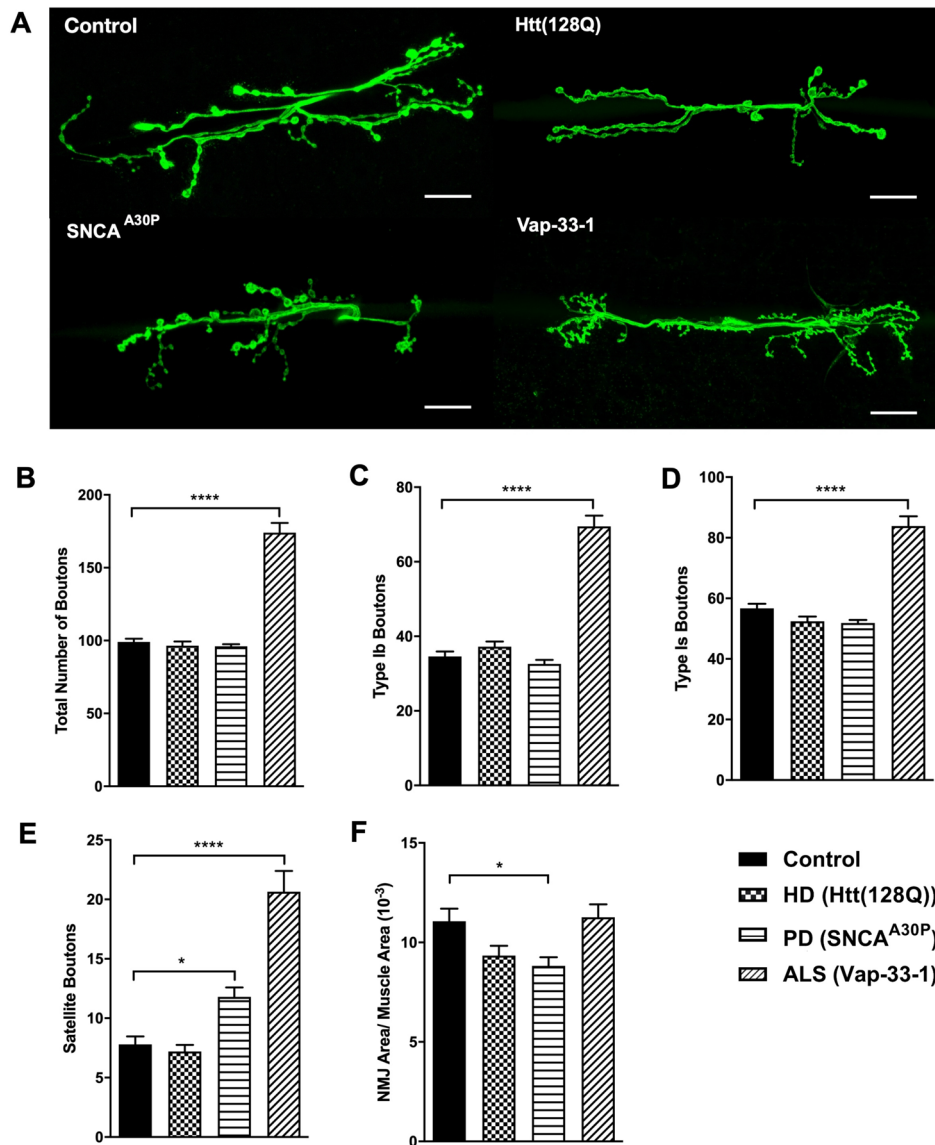 A
Control
Htt(128Q)
SNCA A30P
Vap-33-1
B
Total Number of Boutons
200
150
100
50
0
****
C
Type Ib Boutons
80
60
40
20
0
****
D
Type Is Boutons
100
80
60
40
20
0
****
E
Satellite Boutons
25
20
15
10
5
0
****
*
F
NMJ Area/ Muscle Area (10-3)
15
10
5
0
*
Control
HD (Htt(128Q))
PD (SNCAA30P)
ALS (Vap-33-1)